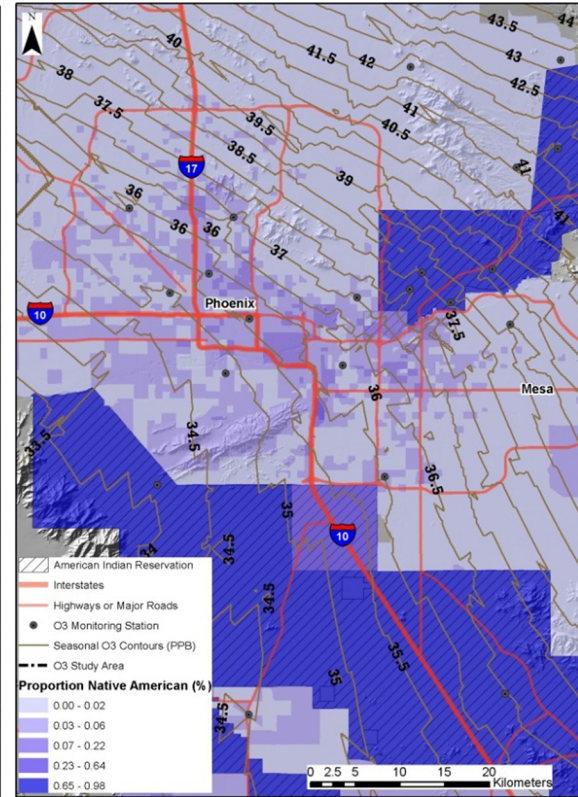 N
43.5
44
40
41.5
42
43
38
42.5
37.5
41
39.5
40.5
17
38.5
41
39
36
36
36
37
41
Phoenix
10
37.5
36
Mesa
34.5
33.5
36.5
35
10
34
34.5
34.5
35.5
35
34.5
American Indian Reservation
Interstates
Highways or Major Roads
O3 Monitoring Station
Seasonal O3 Contours (PPB)
O3 Study Area
Proportion Native American (%)
0.00 - 0.02
0.03 - 0.06
0.07 - 0.22
0.23 - 0.64
0.65 - 0.98
0 2.5 5 10 15 20
Kilometers